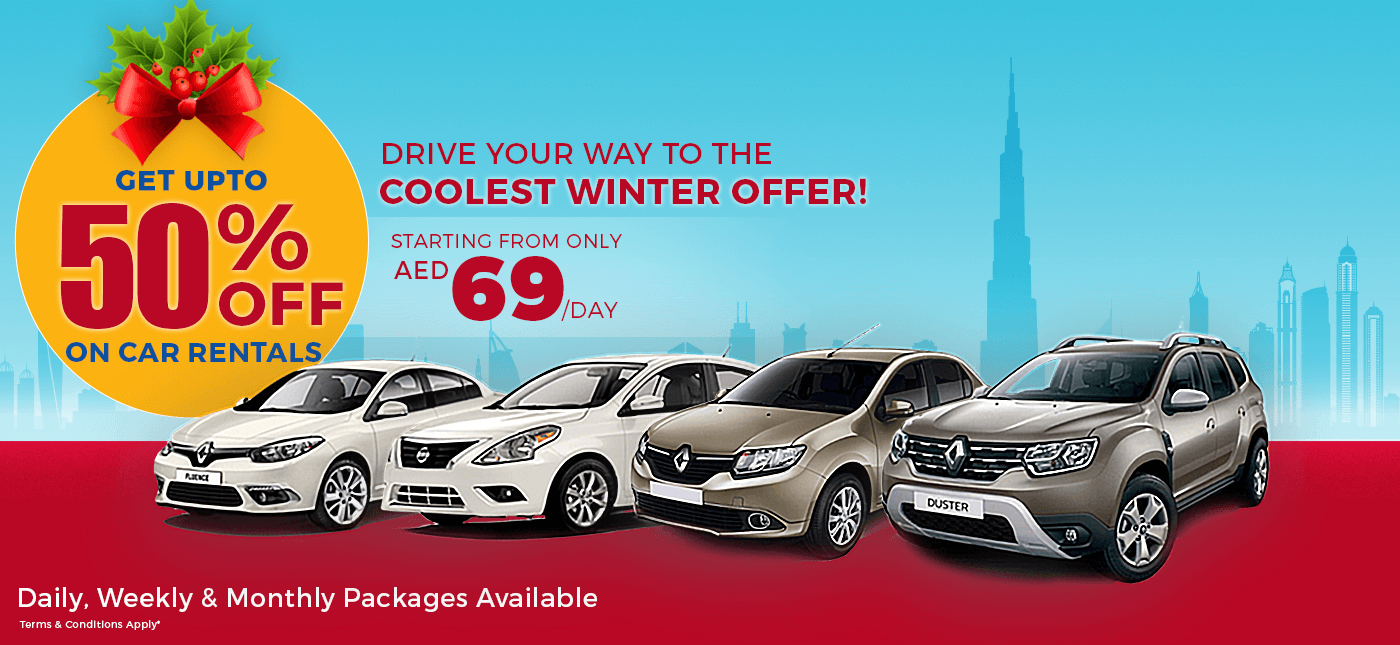 GET UPTO
50%
OFF
ON CAR RENTALS
DRIVE YOUR WAY TO THE
COOLEST WINTER OFFER!
STARTING FROM ONLY
AED 69/DAY
FLUENCE
DUSTER
Daily, Weekly & Monthly Packages Available
Terms & Conditions Apply*